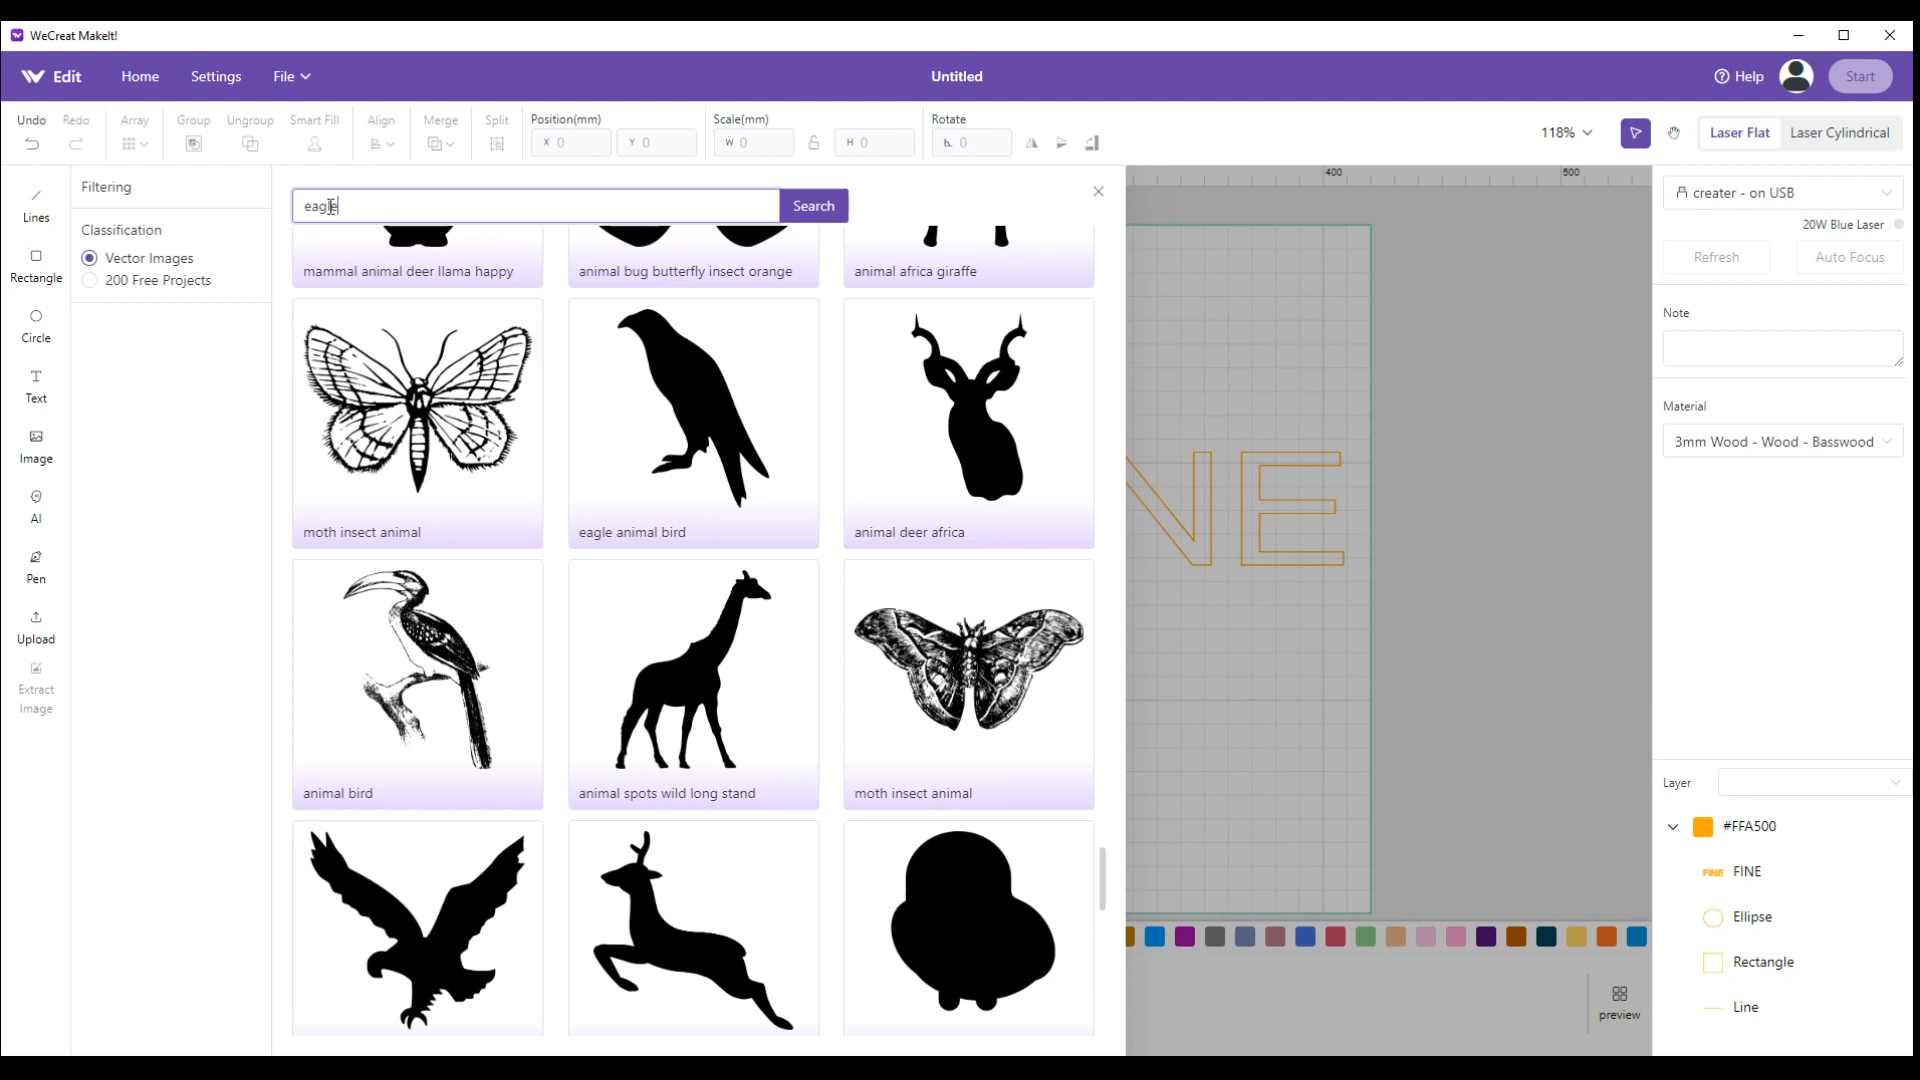 WeCreat MakeIt!
Edit Home Settings File Untitled Help Start
Undo Redo Array Group Ungroup Smart Fill Align Merge Split Position(mm) Scale(mm) Rotate
X 0 Y 0 W 0 H 0 0 118% Laser Flat Laser Cylindrical
Lines
Rectangle
Circle
Text
Image
AI
Pen
Upload
Extract
Image
Filtering
Classification
Vector Images
200 Free Projects
eagle Search
mammal animal deer llama happy animal bug butterfly insect orange animal africa giraffe
moth insect animal eagle animal bird animal deer africa
animal bird animal spots wild long stand moth insect animal
400 500
NE
preview
creater - on USB
20W Blue Laser
Refresh Auto Focus
Note
Material
3mm Wood - Wood - Basswood
Layer
#FFA500
FINE FINE
Ellipse
Rectangle
Line